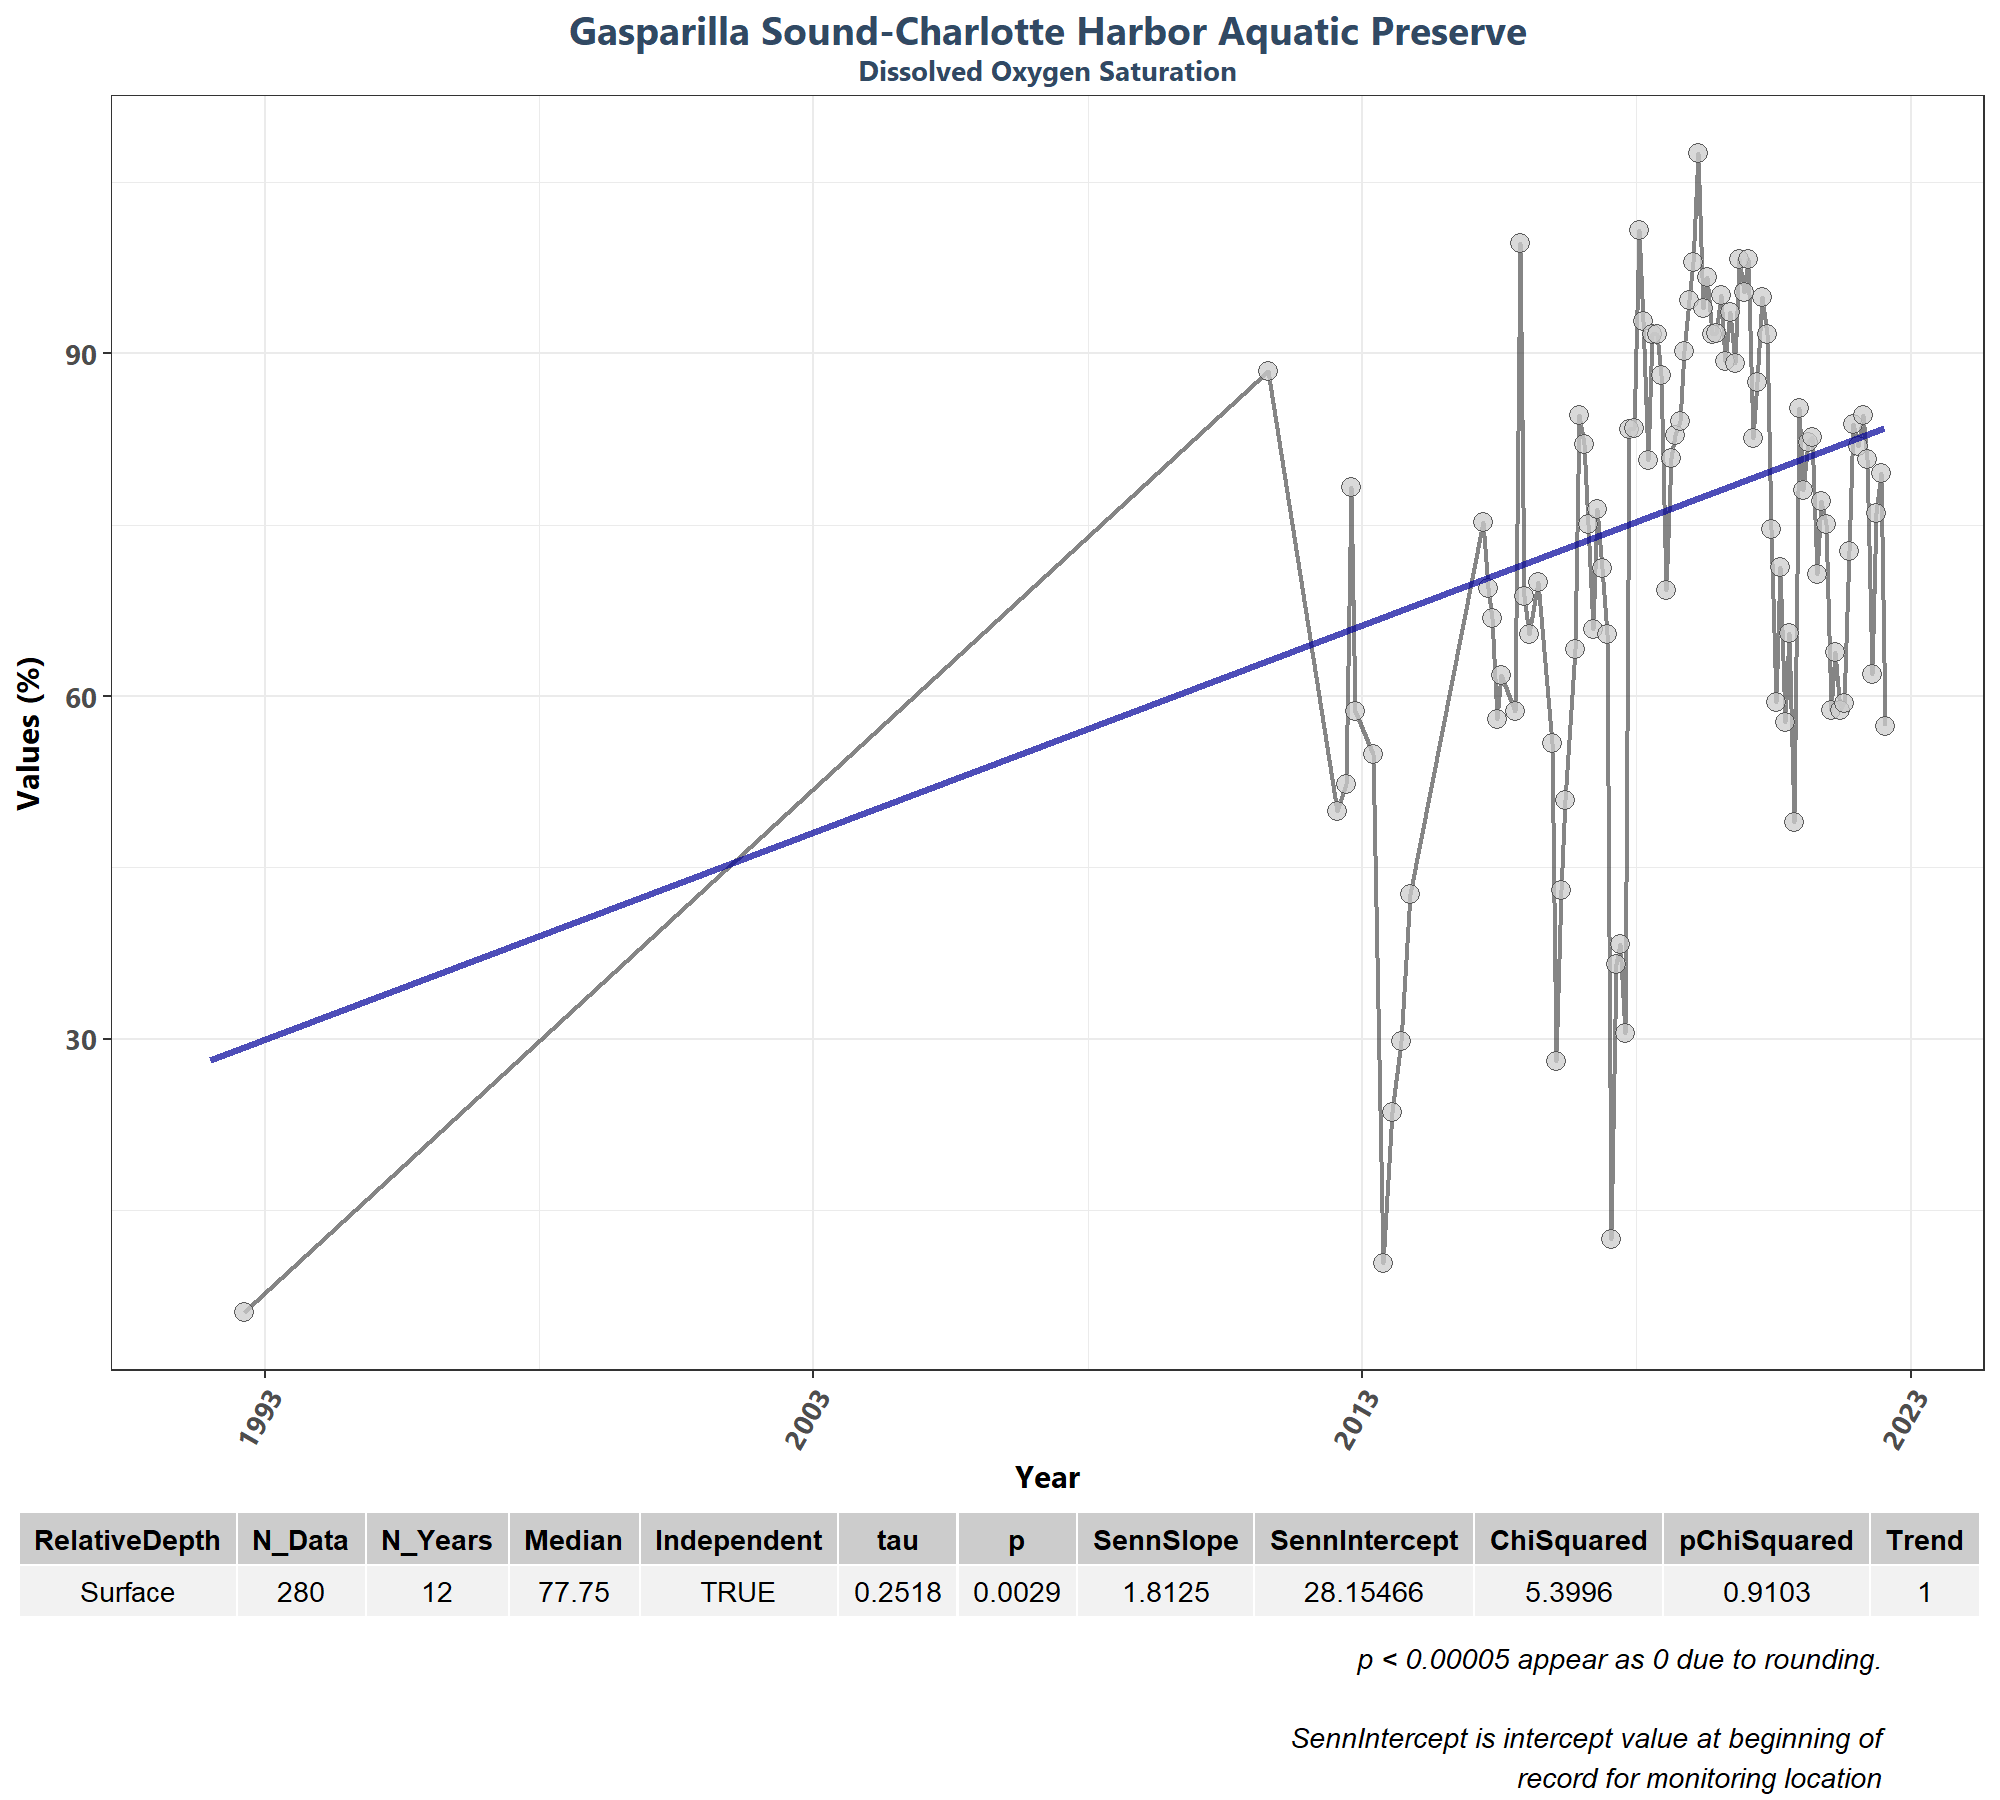 Gasparilla Sound-Charlotte Harbor Aquatic Preserve
Dissolved Oxygen Saturation
Values (%)
90
60
30
1993 2003 2013 2023
Year
RelativeDepth N_Data N_Years Median Independent tau p SennSlope SennIntercept ChiSquared pChiSquared Trend
Surface 280 12 77.75 TRUE 0.2518 0.0029 1.8125 28.15466 5.3996 0.9103 1
p < 0.00005 appear as 0 due to rounding.
SennIntercept is intercept value at beginning of
record for monitoring location